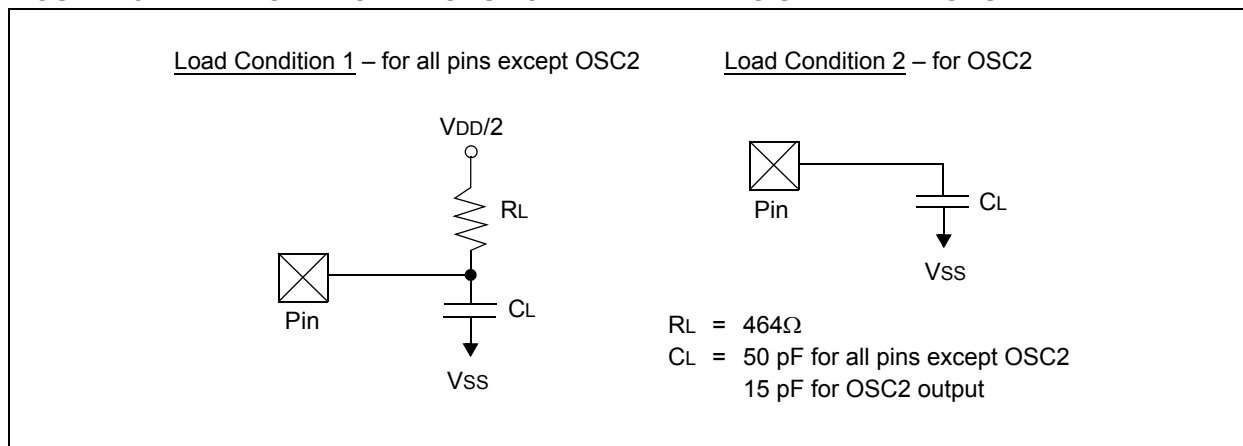 Load Condition 1 – for all pins except OSC2
VDD/2
RL
Pin
CL
VSS
Load Condition 2 – for OSC2
Pin
CL
VSS
RL = 464Ω
CL = 50 pF for all pins except OSC2
15 pF for OSC2 output